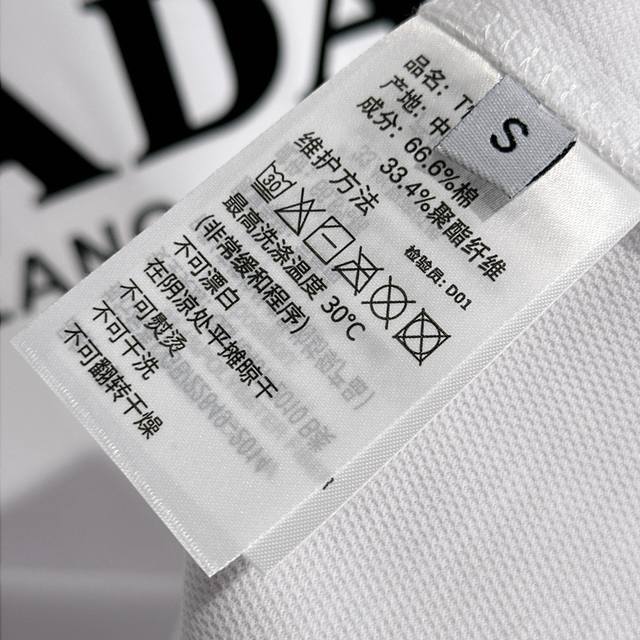 ADA
LANO
S
品名: T
产地: 中
成分: 66.6%棉
33.4%聚酯纤维
维护方法
30
检验员: D01
最高洗涤温度 30℃
(非常缓和程序)
不可漂白
在阴凉处平摊晾干
不可熨烫
不可干洗
不可翻转干燥